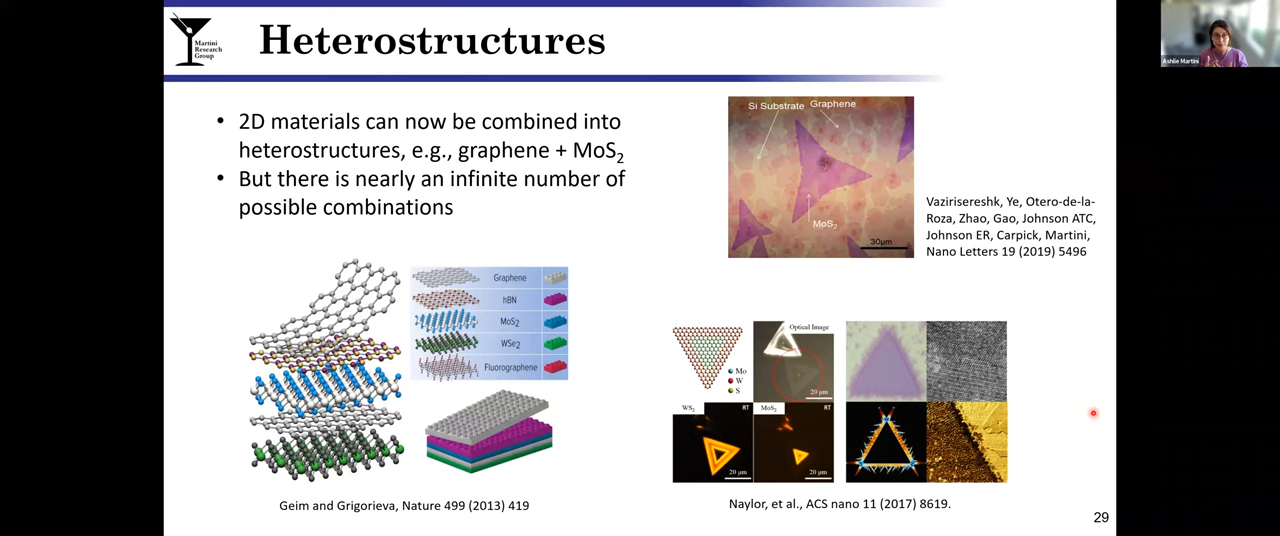 Martini
Research
Group
Heterostructures
Ashlie Martini
• 2D materials can now be combined into
heterostructures, e.g., graphene + MoS₂
• But there is nearly an infinite number of
possible combinations
Si Substrate
Graphene
MoS₂
30μm
Vazirisereshk, Ye, Otero-de-la-
Roza, Zhao, Gao, Johnson ATC,
Johnson ER, Carpick, Martini,
Nano Letters 19 (2019) 5496
Graphene
hBN
MoS₂
WSe₂
Fluorographene
Geim and Grigorieva, Nature 499 (2013) 419
Mo
W
S
Optical Image
20 μm
WS₂
RT
20 μm
MoS₂
RT
20 μm
Naylor, et al., ACS nano 11 (2017) 8619.
29